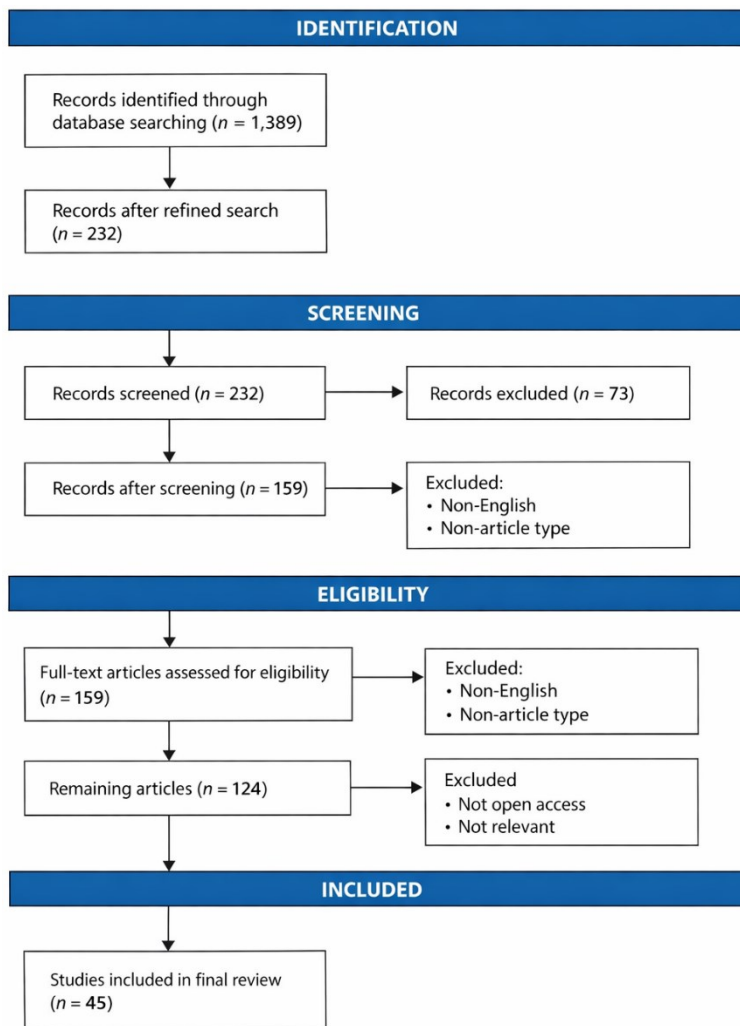 IDENTIFICATION
Records identified through
database searching (n = 1,389)
Records after refined search
(n = 232)
SCREENING
Records screened (n = 232)
Records excluded (n = 73)
Records after screening (n = 159)
Excluded:
• Non-English
• Non-article type
ELIGIBILITY
Full-text articles assessed for eligibility
(n = 159)
Excluded:
• Non-English
• Non-article type
Remaining articles (n = 124)
Excluded
• Not open access
• Not relevant
INCLUDED
Studies included in final review
(n = 45)